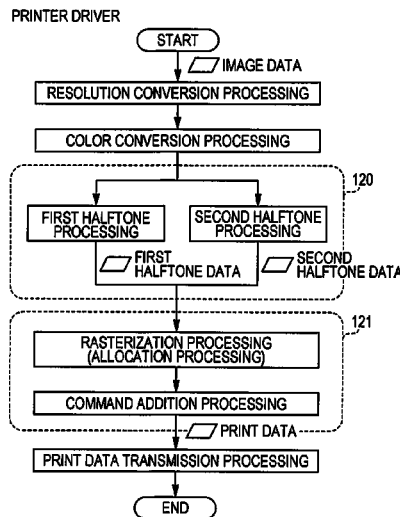 PRINTER DRIVER
START
IMAGE DATA
RESOLUTION CONVERSION PROCESSING
COLOR CONVERSION PROCESSING
120
FIRST HALFTONE
PROCESSING
SECOND HALFTONE
PROCESSING
FIRST
HALFTONE DATA
SECOND
HALFTONE DATA
121
RASTERIZATION PROCESSING
(ALLOCATION PROCESSING)
COMMAND ADDITION PROCESSING
PRINT DATA
PRINT DATA TRANSMISSION PROCESSING
END